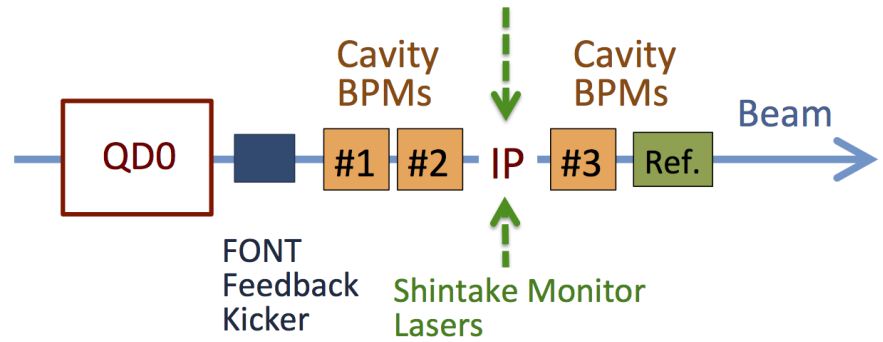 Cavity
BPMs
Cavity
BPMs
Beam
QD0
#1
#2
IP
#3
Ref.
FONT
Feedback
Kicker
Shintake Monitor
Lasers